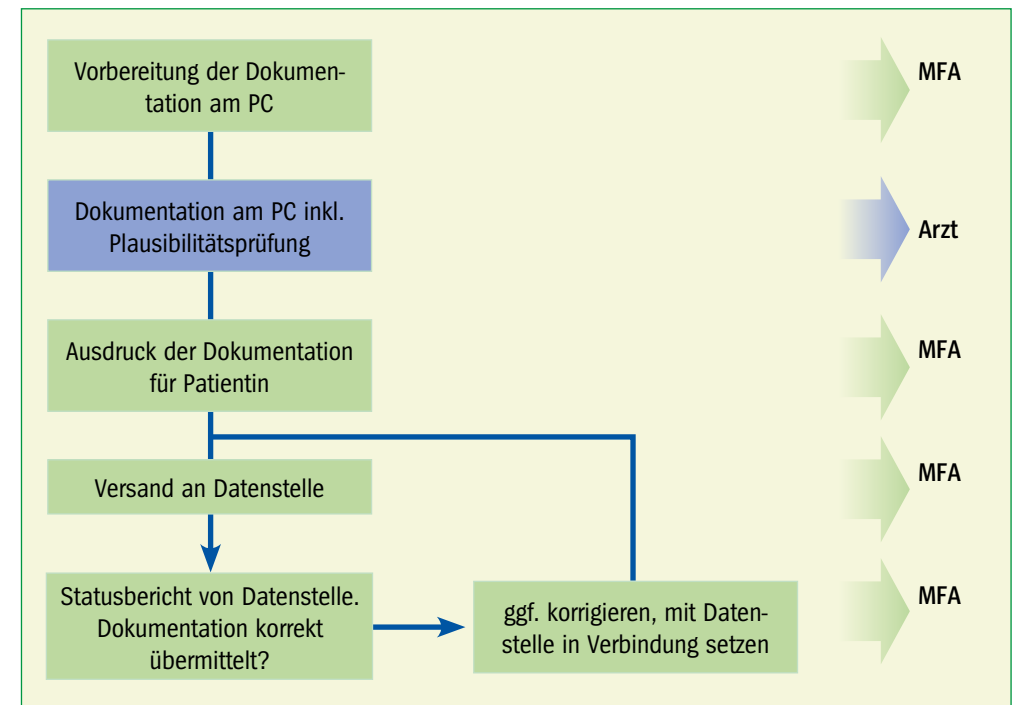 Vorbereitung der Dokumen-
tation am PC
MFA
Dokumentation am PC inkl.
Plausibilitätsprüfung
Arzt
Ausdruck der Dokumentation
für Patientin
MFA
Versand an Datenstelle
MFA
Statusbericht von Datenstelle.
Dokumentation korrekt
übermittelt?
ggf. korrigieren, mit Daten-
stelle in Verbindung setzen
MFA